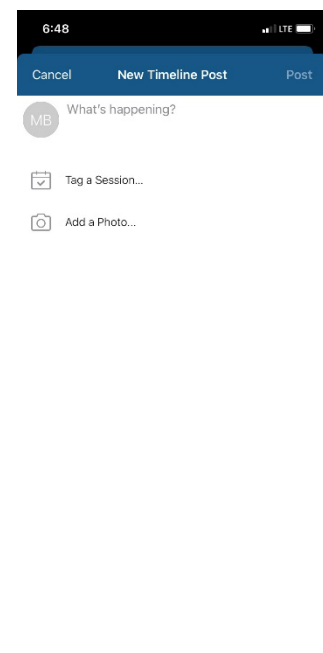 6:48 LTE
Cancel New Timeline Post Post
MB What's happening?
Tag a Session...
Add a Photo...